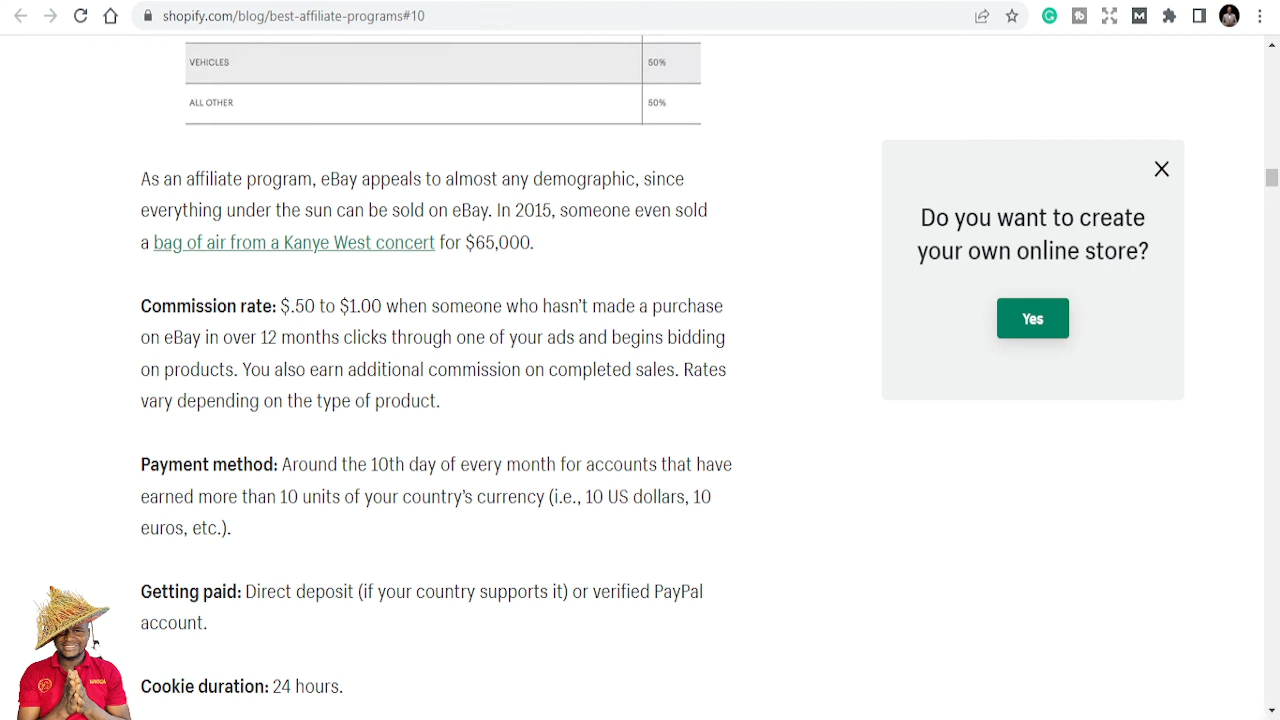 shopify.com/blog/best-affiliate-programs#10
VEHICLES 50%
ALL OTHER 50%
As an affiliate program, eBay appeals to almost any demographic, since
everything under the sun can be sold on eBay. In 2015, someone even sold
a bag of air from a Kanye West concert for $65,000.
Commission rate: $.50 to $1.00 when someone who hasn’t made a purchase
on eBay in over 12 months clicks through one of your ads and begins bidding
on products. You also earn additional commission on completed sales. Rates
vary depending on the type of product.
Payment method: Around the 10th day of every month for accounts that have
earned more than 10 units of your country’s currency (i.e., 10 US dollars, 10
euros, etc.).
Getting paid: Direct deposit (if your country supports it) or verified PayPal
account.
Cookie duration: 24 hours.
Do you want to create
your own online store?
Yes